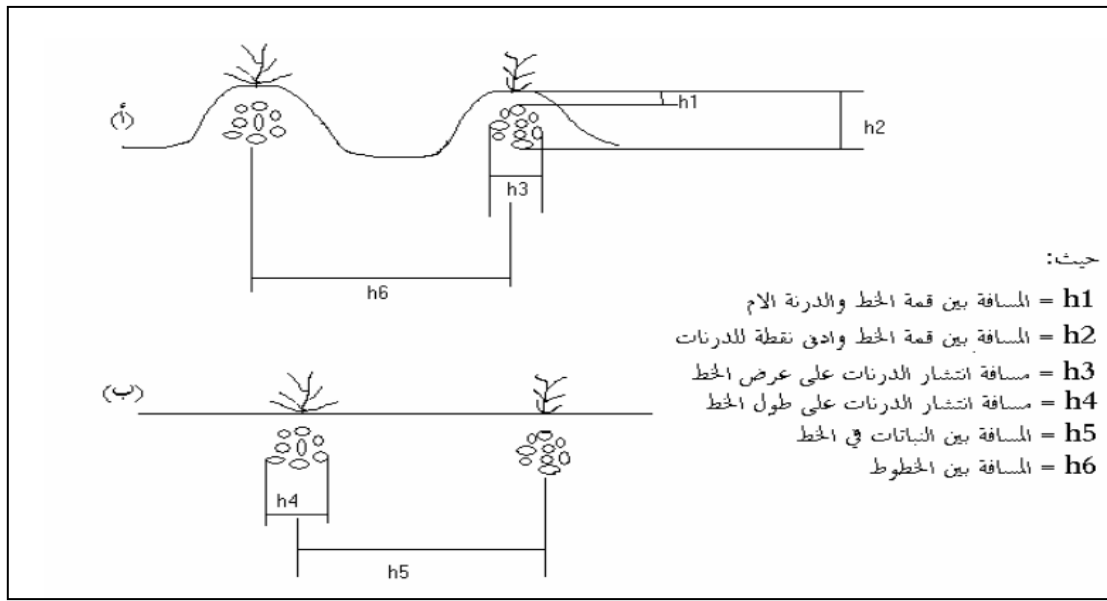 (أ)
h1
h2
h3
h6
حيث:
h1 = المسافة بين قمة الخط والدرنة الام
h2 = المسافة بين قمة الخط وادنى نقطة للدرنات
h3 = مسافة انتشار الدرنات على عرض الخط
h4 = مسافة انتشار الدرنات على طول الخط
h5 = المسافة بين النباتات في الخط
h6 = المسافة بين الخطوط
(ب)
h4
h5